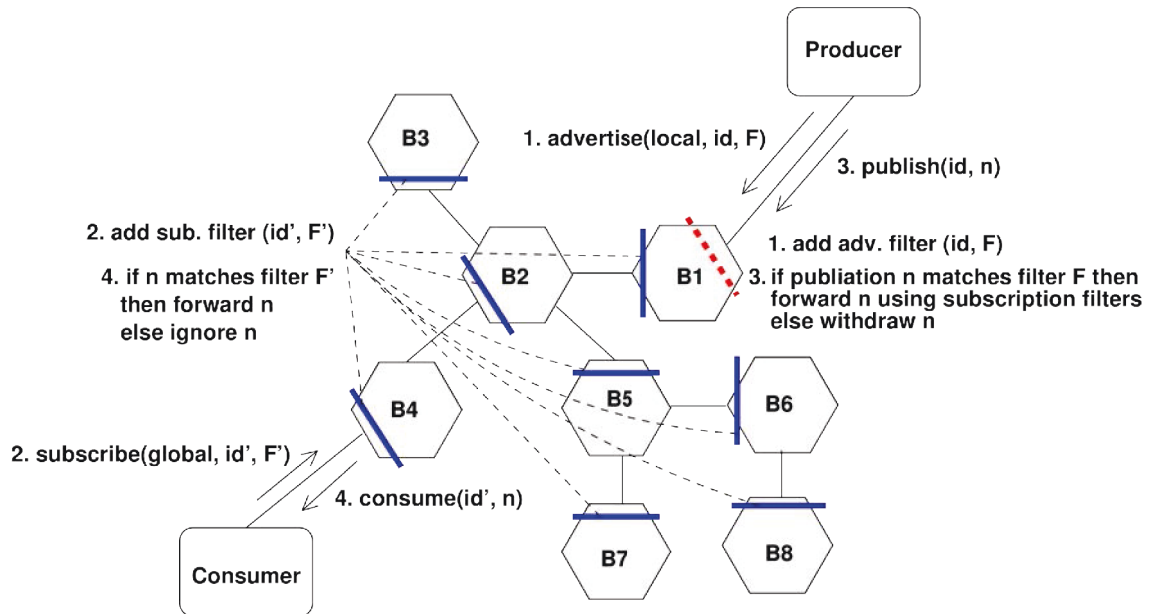 Producer
B3
1. advertise(local, id, F)
3. publish(id, n)
2. add sub. filter (id', F')
1. add adv. filter (id, F)
B2
B1
4. if n matches filter F'
then forward n
else ignore n
3. if publiation n matches filter F then
forward n using subscription filters
else withdraw n
B4
B5
B6
2. subscribe(global, id', F')
4. consume(id', n)
B7
B8
Consumer